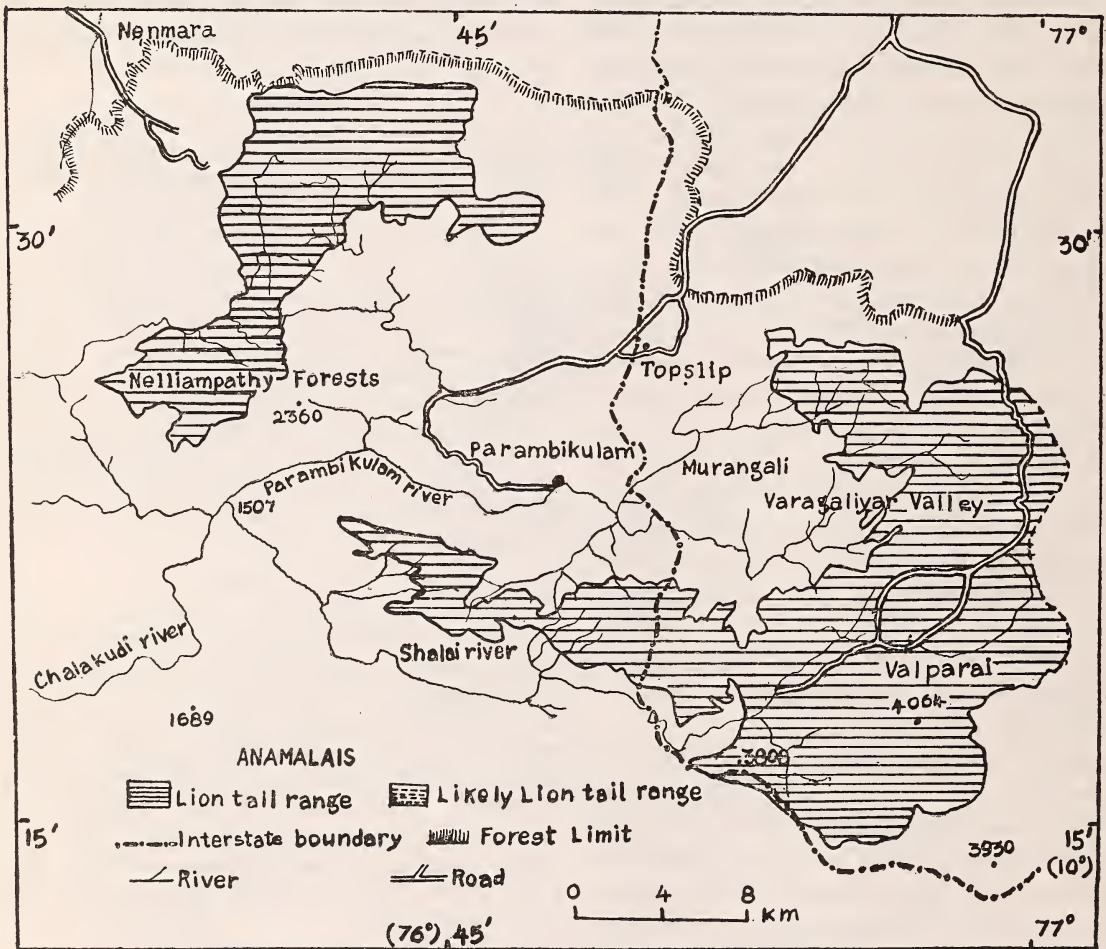 Nenmara
45'
77°
30'
30'
Topslip
Nelliampathy Forests
2360
Parambikulam
Murangali
Parambikulam river
1507
Varagaliyar Valley
Chalakudi river
Shalai river
Valparai
4064
1689
3809
ANAMALAIS
Lion tail range
Likely Lion tail range
Interstate boundary
Forest Limit
15'
15'
(10°)
3930
River
Road
0 4 8 km
(76°) 45'
77°